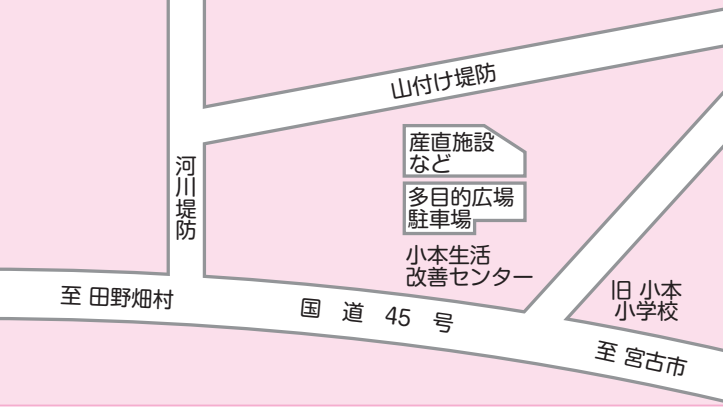 山付け堤防
産直施設
など
河川堤防
多目的広場
駐車場
小本生活
改善センター
旧 小本
小学校
至 田野畑村
国 道 45 号
至 宮古市